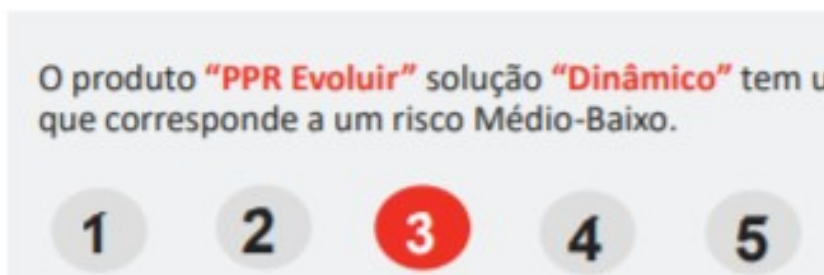 O produto “PPR Evoluir” solução “Dinâmico” tem
que corresponde a um risco Médio-Baixo.
1 2 3 4 5